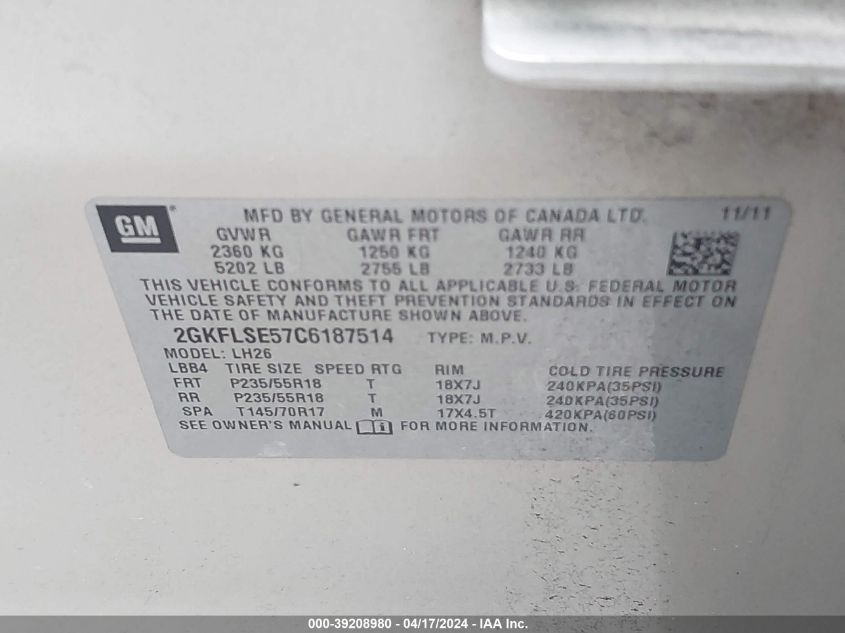 GM® MFD BY GENERAL MOTORS OF CANADA LTD. 11/11
GVWR GAWR FRT GAWR RR
2360 KG 1250 KG 1240 KG
5202 LB 2755 LB 2733 LB
THIS VEHICLE CONFORMS TO ALL APPLICABLE U.S. FEDERAL MOTOR
VEHICLE SAFETY AND THEFT PREVENTION STANDARDS IN EFFECT ON
THE DATE OF MANUFACTURE SHOWN ABOVE.
2GKFLSE57C6187514 TYPE: M.P.V.
MODEL: LH26
LBB4 TIRE SIZE SPEED RTG RIM COLD TIRE PRESSURE
FRT P235/55R18 T 18X7J 240KPA(35PSI)
RR P235/55R18 T 18X7J 240KPA(35PSI)
SPA T145/70R17 M 17X4.5T 420KPA(60PSI)
SEE OWNER'S MANUAL FOR MORE INFORMATION.
000-39208980 - 04/17/2024 - IAA Inc.